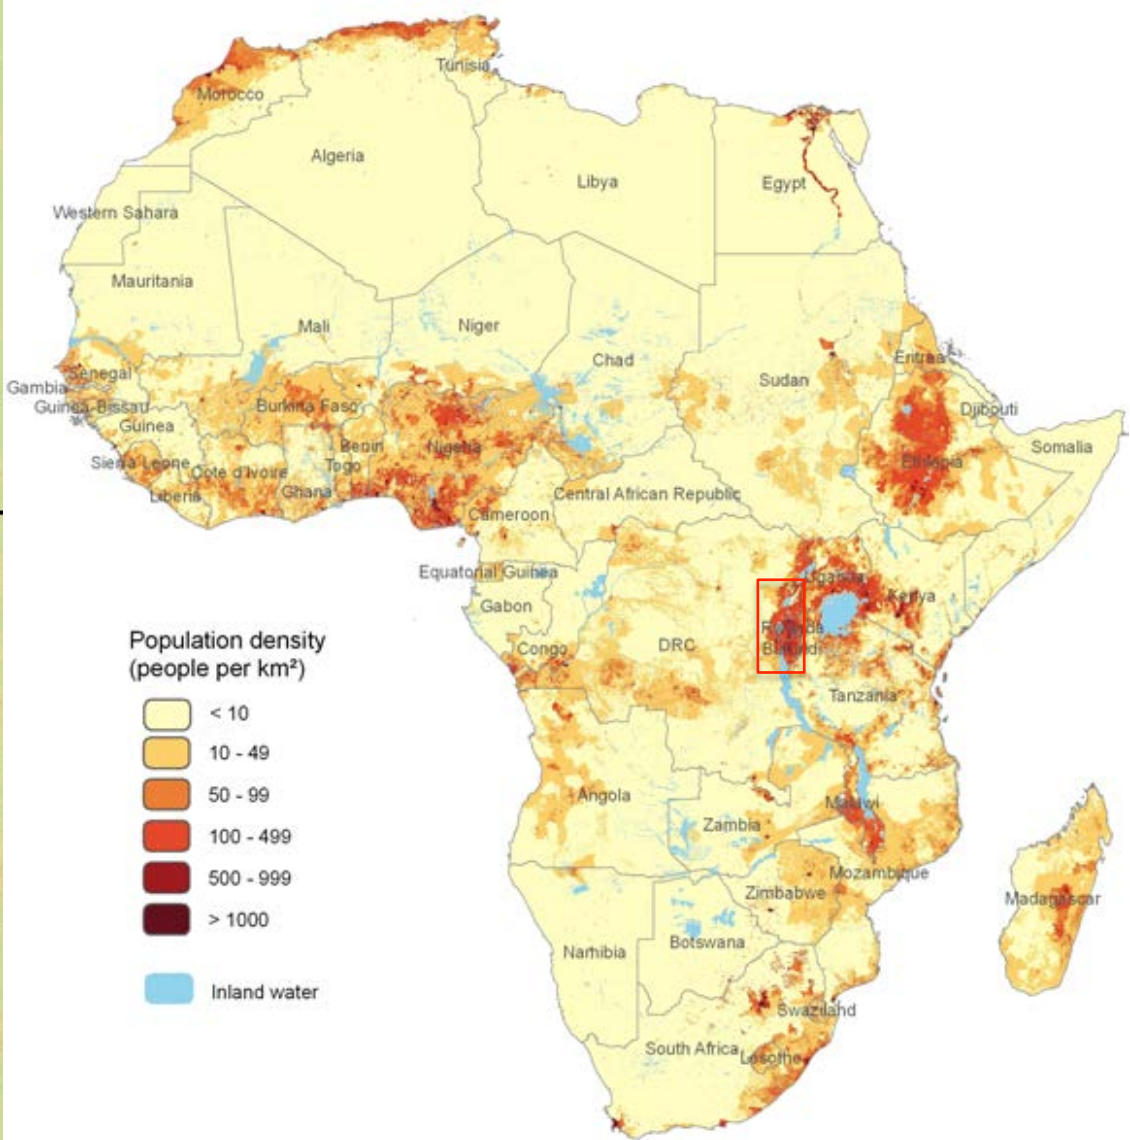 Tunisia
Morocco
Algeria
Libya
Egypt
Western Sahara
Mauritania
Mali
Niger
Chad
Sudan
Eritrea
Senegal
Gambia
Guinea-Bissau
Guinea
Burkina Faso
Djibouti
Benin
Nigeria
Somalia
Sierra Leone
Cote d'Ivoire
Togo
Ethiopia
Liberia
Ghana
Central African Republic
Cameroon
Equatorial Guinea
Uganda
Gabon
Kenya
Rwanda
Congo
DRC
Burundi
Tanzania
Angola
Malawi
Zambia
Mozambique
Zimbabwe
Madagascar
Namibia
Botswana
Swaziland
South Africa
Lesotho
Population density
(people per km²)
< 10
10 - 49
50 - 99
100 - 499
500 - 999
> 1000
Inland water